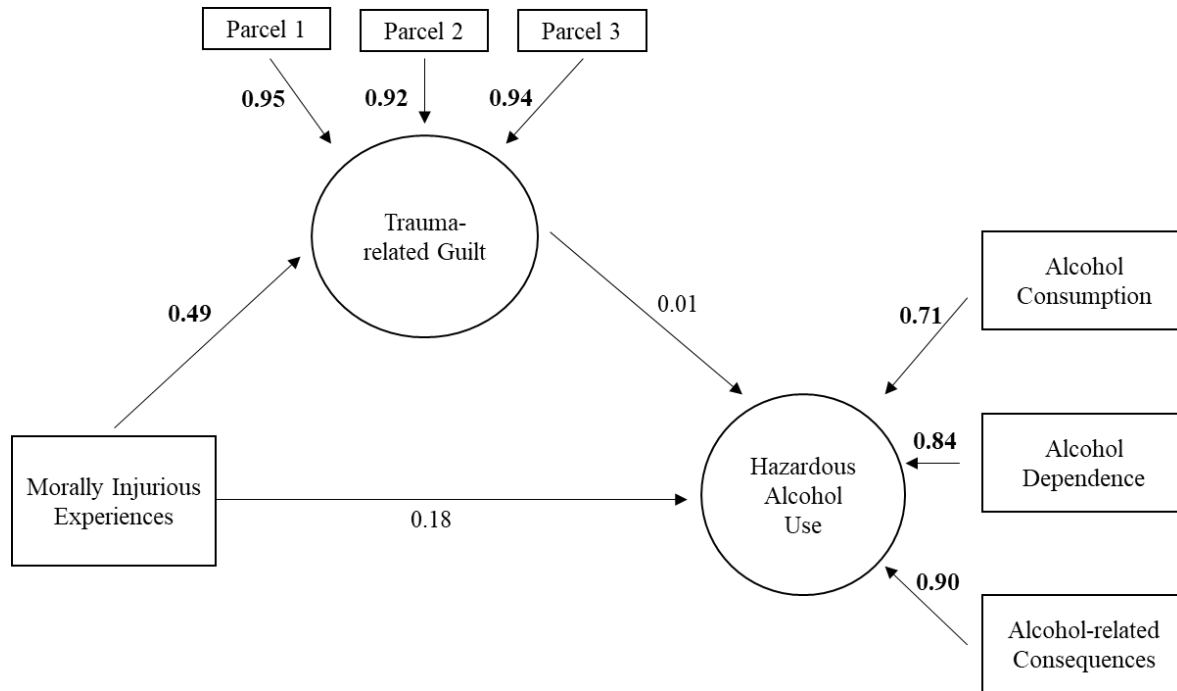 Parcel 1
Parcel 2
Parcel 3
0.95
0.92
0.94
Trauma-
related Guilt
0.49
0.01
Morally Injurious
Experiences
0.18
Hazardous
Alcohol
Use
Alcohol
Consumption
0.71
Alcohol
Dependence
0.84
Alcohol-related
Consequences
0.90